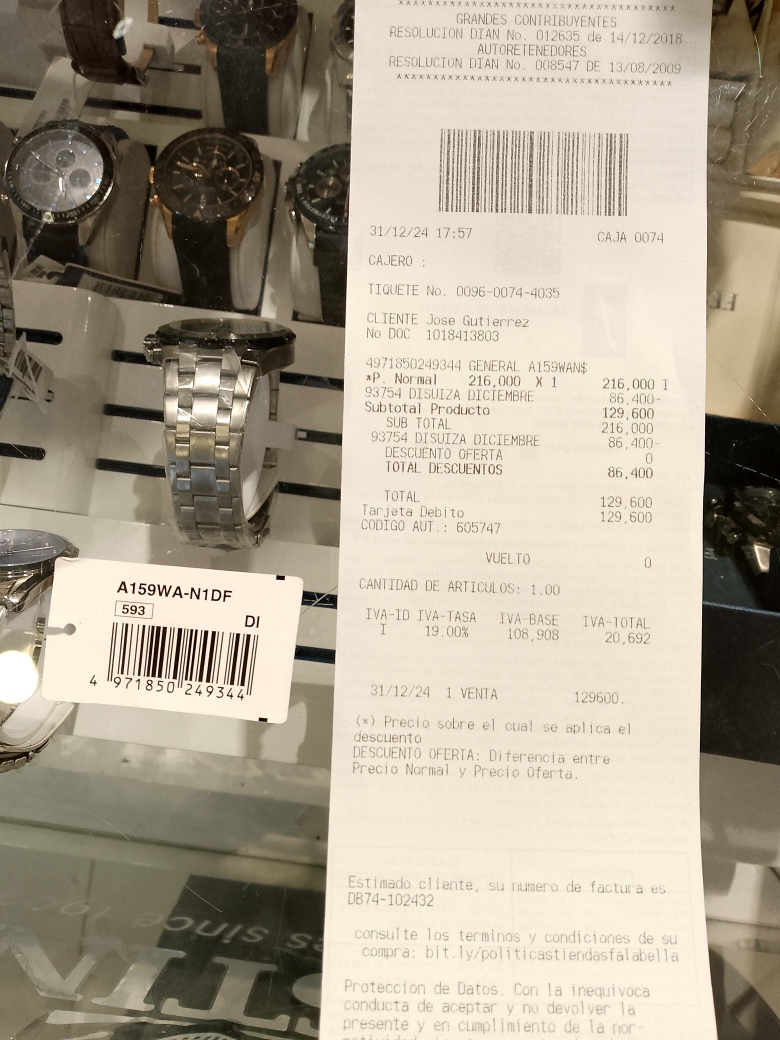 *********************************
GRANDES CONTRIBUYENTES
RESOLUCION DIAN No. 012635 de 14/12/2018
AUTORETENEDORES
RESOLUCION DIAN No. 008547 DE 13/08/2009
*********************************
31/12/24 17:57 CAJA 0074
CAJERO :
TIQUETE No. 0096-0074-4035
CLIENTE Jose Gutierrez
No DOC 1018413803
4971850249344 GENERAL A159WAN$
*P. Normal 216,000 X 1 216,000 I
93754 DISUIZA DICIEMBRE 86,400-
Subtotal Producto 129,600
SUB TOTAL 216,000
93754 DISUIZA DICIEMBRE 86,400-
DESCUENTO OFERTA 0
TOTAL DESCUENTOS 86,400
TOTAL 129,600
Tarjeta Debito 129,600
CODIGO AUT.: 605747
VUELTO 0
CANTIDAD DE ARTICULOS: 1.00
IVA-ID IVA-TASA IVA-BASE IVA-TOTAL
I 19.00% 108,908 20,692
31/12/24 1 VENTA 129600.
(*) Precio sobre el cual se aplica el
descuento
DESCUENTO OFERTA: Diferencia entre
Precio Normal y Precio Oferta.
Estimado cliente, su numero de factura es
DB74-102432
consulte los terminos y condiciones de su
compra: bit.ly/politicastiendasfalabella
Proteccion de Datos. Con la inequivoca
conducta de aceptar y no devolver la
presente y en cumplimiento de la nor-
A159WA-N1DF
593
DI
4 971850 249344
es since